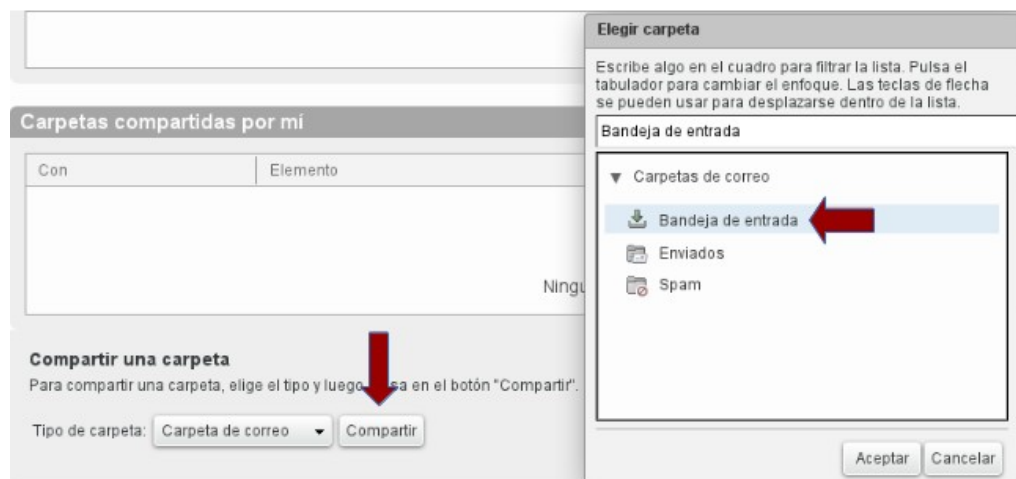 Elegir carpeta
Escribe algo en el cuadro para filtrar la lista. Pulsa el
tabulador para cambiar el enfoque. Las teclas de flecha
se pueden usar para desplazarse dentro de la lista.
Bandeja de entrada
Carpetas de correo
Bandeja de entrada
Enviados
Spam
Aceptar
Cancelar
Carpetas compartidas por mí
Con
Elemento
Compartir una carpeta
Para compartir una carpeta, elige el tipo y luego en el botón "Compartir".
Tipo de carpeta:
Carpeta de correo
Compartir